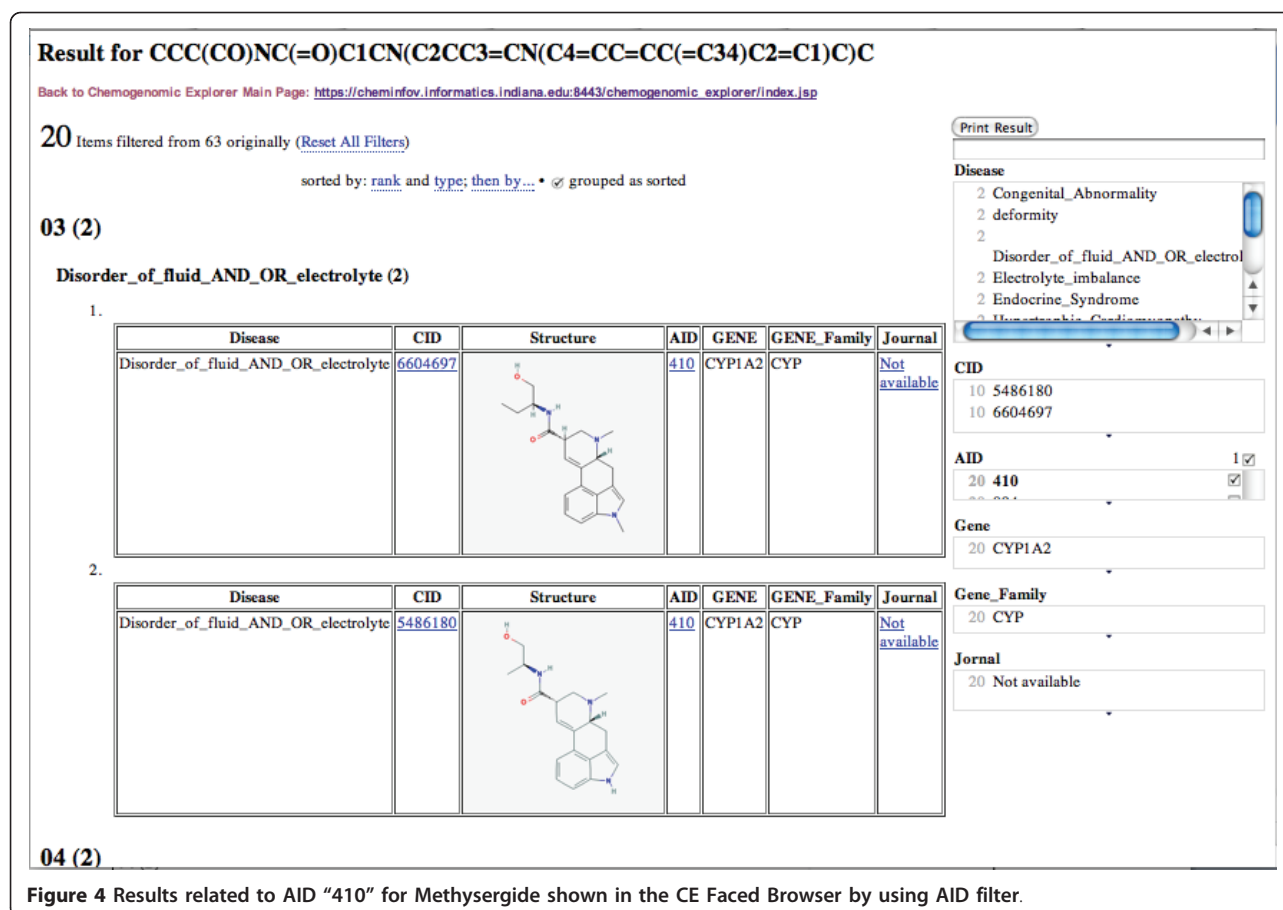 Result for CCC(CO)NC(=O)C1CN(C2CC3=CN(C4=CC=CC(=C34)C2=C1)C)C
Back to Chemogenomic Explorer Main Page: https://cheminfov.informatics.indiana.edu:8443/chemogenomic_explorer/index.jsp
20 Items filtered from 63 originally (Reset All Filters)
sorted by: rank and type; then by... • grouped as sorted
03 (2)
Disorder_of_fluid_AND_OR_electrolyte (2)
1.
Disease CID Structure AID GENE GENE_Family Journal
Disorder_of_fluid_AND_OR_electrolyte 6604697 410 CYP1A2 CYP Not
available
H
O
N H
H
O
H
N
H
N
2.
Disease CID Structure AID GENE GENE_Family Journal
Disorder_of_fluid_AND_OR_electrolyte 5486180 410 CYP1A2 CYP Not
available
H
O
N H
O
N
H
N
H
04 (2)
Print Result
Disease
2 Congenital_Abnormality
2 deformity
2
Disorder_of_fluid_AND_OR_electrol
2 Electrolyte_imbalance
2 Endocrine_Syndrome
2 Hypertrophic_Cardiomyopathy
CID
10 5486180
10 6604697
AID 1
20 410
Gene
20 CYP1A2
Gene_Family
20 CYP
Jornal
20 Not available
Figure 4 Results related to AID “410” for Methysergide shown in the CE Faced Browser by using AID filter.